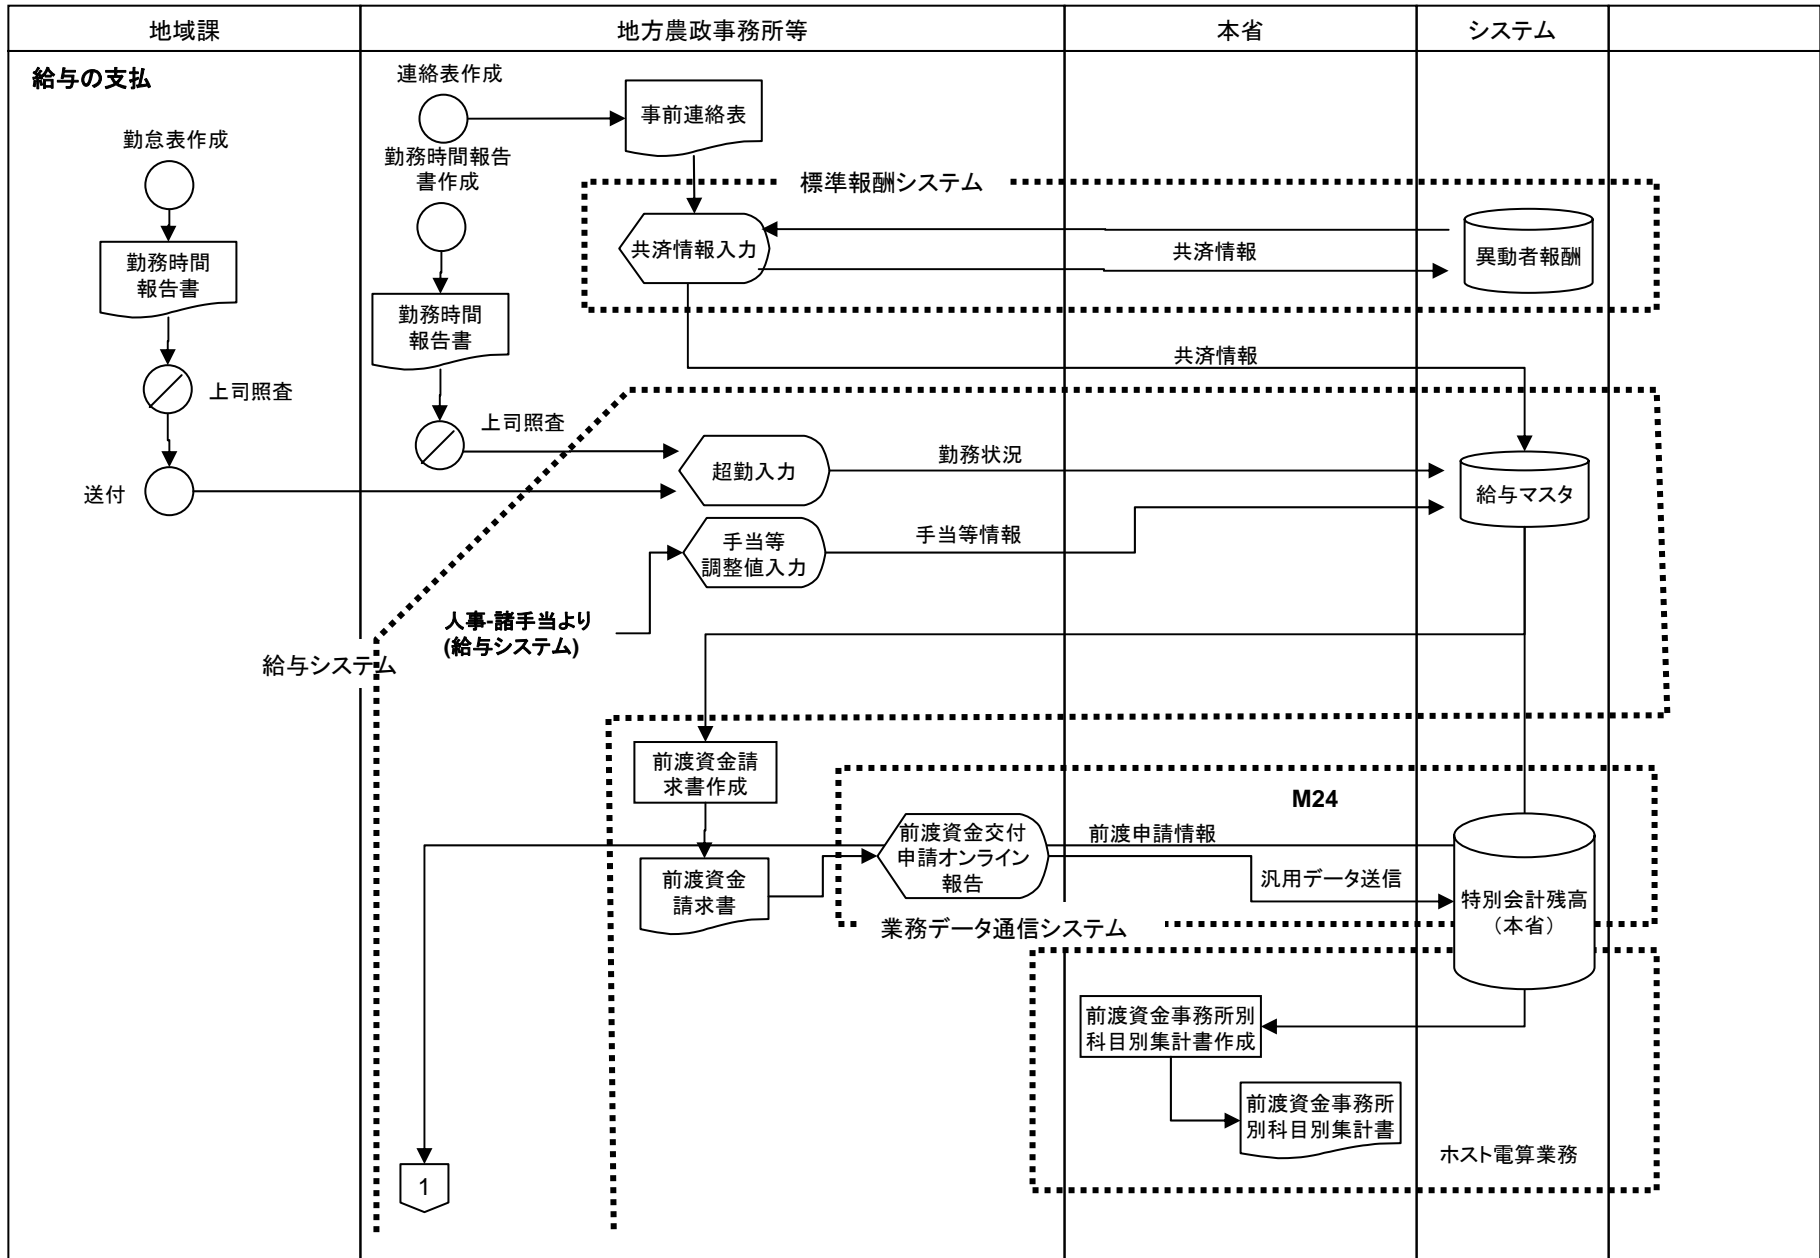 地域課
地方農政事務所等
本省
システム
給与の支払
勤怠表作成
勤務時間
報告書
上司照査
送付
連絡表作成
事前連絡表
勤務時間報告
書作成
勤務時間
報告書
上司照査
標準報酬システム
共済情報入力
共済情報
異動者報酬
共済情報
超勤入力
勤務状況
給与マスタ
手当等
調整値入力
手当等情報
人事-諸手当より
(給与システム)
給与システム
前渡資金請
求書作成
前渡資金
請求書
M24
前渡資金交付
申請オンライン
報告
前渡申請情報
汎用データ送信
特別会計残高
（本省）
業務データ通信システム
前渡資金事務所別
科目別集計書作成
前渡資金事務所
別科目別集計書
ホスト電算業務
1